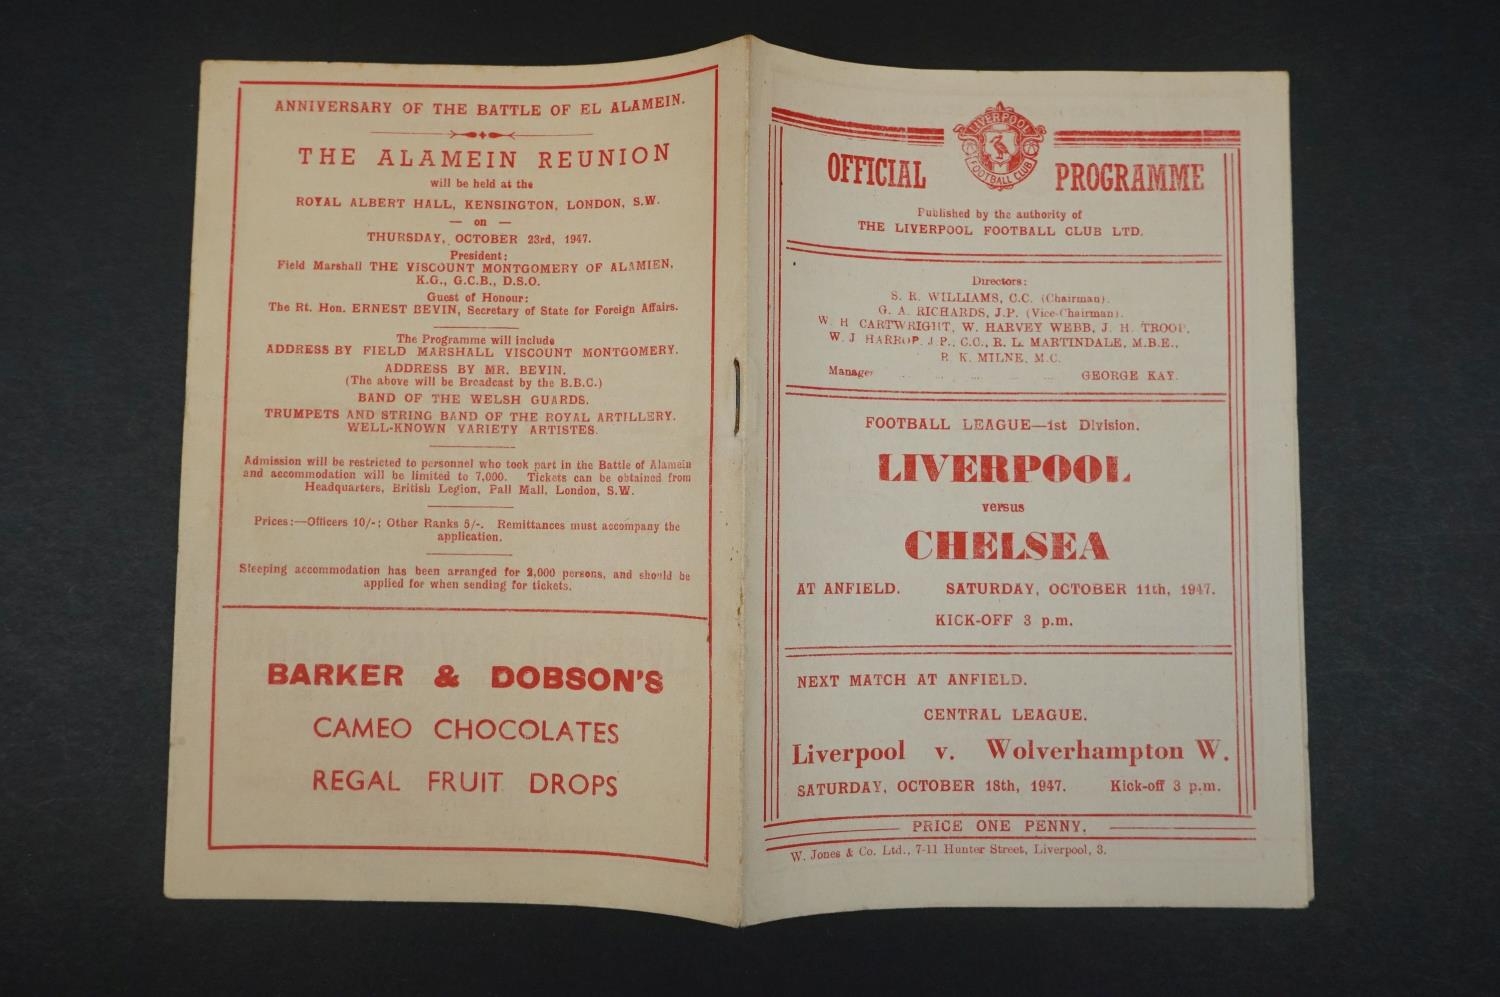 ANNIVERSARY OF THE BATTLE OF EL ALAMEIN.
THE ALAMEIN REUNION
will be held at the
ROYAL ALBERT HALL, KENSINGTON, LONDON, S.W.
— on —
THURSDAY, OCTOBER 23rd, 1947.
President:
Field Marshall THE VISCOUNT MONTGOMERY OF ALAMIEN,
K.G., G.C.B., D.S.O.
Guest of Honour:
The Rt. Hon. ERNEST BEVIN, Secretary of State for Foreign Affairs.
The Programme will include
ADDRESS BY FIELD MARSHALL VISCOUNT MONTGOMERY.
ADDRESS BY MR. BEVIN.
(The above will be Broadcast by the B.B.C.)
BAND OF THE WELSH GUARDS.
TRUMPETS AND STRING BAND OF THE ROYAL ARTILLERY.
WELL-KNOWN VARIETY ARTISTES.
Admission will be restricted to personnel who took part in the Battle of Alamein
and accommodation will be limited to 7,000. Tickets can be obtained from
Headquarters, British Legion, Pall Mall, London, S.W.
Prices:—Officers 10/-; Other Ranks 5/-. Remittances must accompany the
application.
Sleeping accommodation has been arranged for 2,000 persons, and should be
applied for when sending for tickets.
BARKER & DOBSON'S
CAMEO CHOCOLATES
REGAL FRUIT DROPS
LIVERPOOL
FOOTBALL CLUB
OFFICIAL PROGRAMME
Published by the authority of
THE LIVERPOOL FOOTBALL CLUB LTD.
Directors:
S. R. WILLIAMS, C.C. (Chairman).
G. A. RICHARDS, J.P. (Vice-Chairman).
W. H CARTWRIGHT, W. HARVEY WEBB, J. H. TROOP,
W. J HARROP, J.P., C.C., R. L. MARTINDALE, M.B.E.,
R. K. MILNE, M.C.
Manager ... ... ... ... GEORGE KAY.
FOOTBALL LEAGUE—1st Division.
LIVERPOOL
versus
CHELSEA
AT ANFIELD. SATURDAY, OCTOBER 11th, 1947.
KICK-OFF 3 p.m.
NEXT MATCH AT ANFIELD.
CENTRAL LEAGUE.
Liverpool v. Wolverhampton W.
SATURDAY, OCTOBER 18th, 1947. Kick-off 3 p.m.
PRICE ONE PENNY.
W. Jones & Co. Ltd., 7-11 Hunter Street, Liverpool, 3.